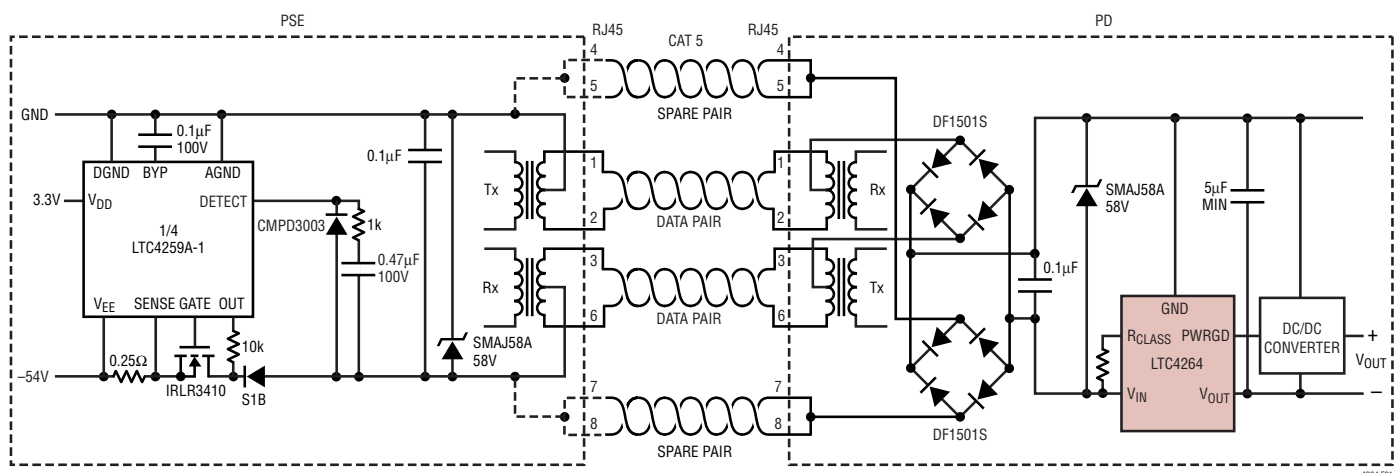 PSE
RJ45
CAT 5
RJ45
PD
4
5
4
5
SPARE PAIR
GND
0.1µF
100V
DGND BYP AGND
3.3V
VDD
DETECT
1/4
LTC4259A-1
CMPD3003
1k
0.47µF
100V
VEE SENSE GATE OUT
0.25Ω
10k
–54V
IRLR3410
S1B
0.1µF
SMAJ58A
58V
Tx
1
2
DATA PAIR
1
2
Rx
Rx
3
6
DATA PAIR
3
6
Tx
7
8
SPARE PAIR
7
8
DF1501S
DF1501S
0.1µF
SMAJ58A
58V
5µF
MIN
GND
RCLASS PWRGD
LTC4264
VIN
VOUT
DC/DC
CONVERTER
+
VOUT
–